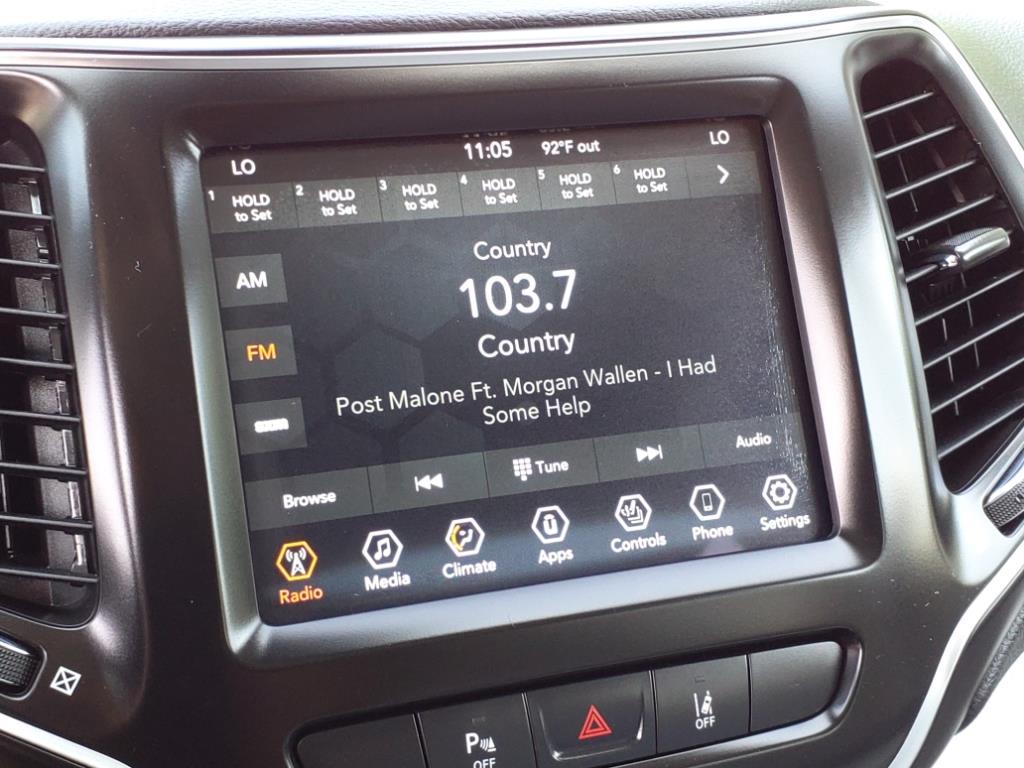 LO 11:05 92°F out LO
1 HOLD to Set 2 HOLD to Set 3 HOLD to Set 4 HOLD to Set 5 HOLD to Set 6 HOLD to Set
Country
AM
103.7
FM
Country
Post Malone Ft. Morgan Wallen - I Had
Some Help
Browse Tune Audio
Radio Media Climate Apps Controls Phone Settings
P OFF OFF